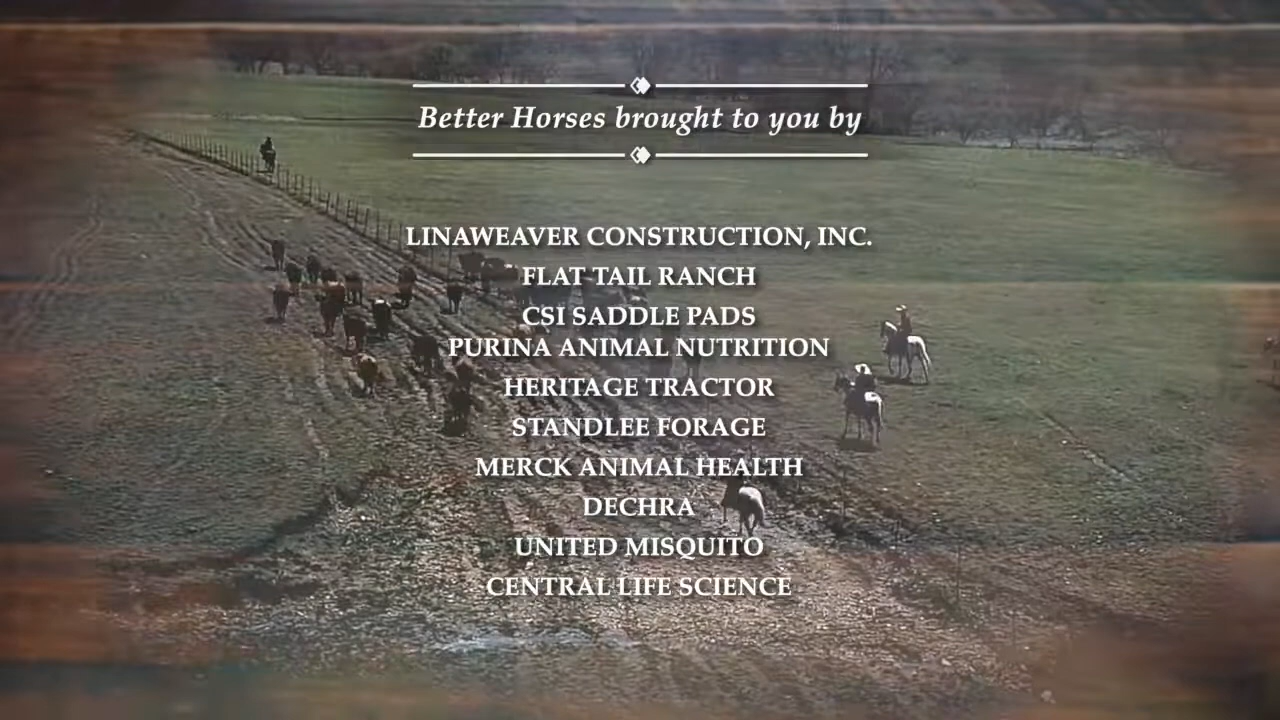 Better Horses brought to you by
LINAWEAVER CONSTRUCTION, INC.
FLAT TAIL RANCH
CSI SADDLE PADS
PURINA ANIMAL NUTRITION
HERITAGE TRACTOR
STANDLEE FORAGE
MERCK ANIMAL HEALTH
DECHRA
UNITED MISQUITO
CENTRAL LIFE SCIENCE